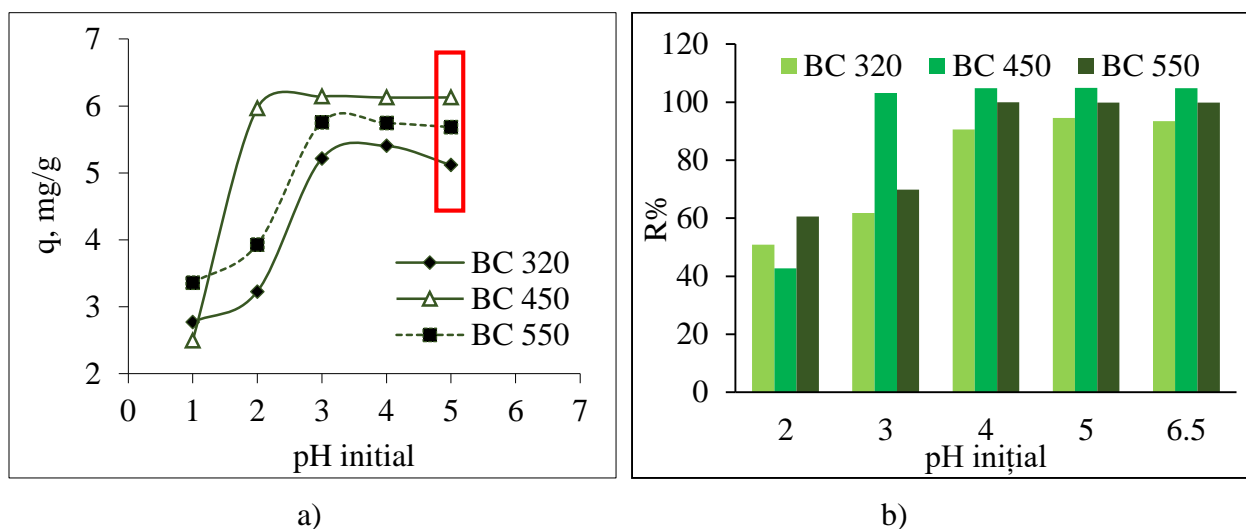 7
6
5
4
3
2
q, mg/g
BC 320
BC 450
BC 550
0 1 2 3 4 5 6 7
pH initial
a)
120
100
80
60
40
20
0
R%
BC 320 BC 450 BC 550
2 3 4 5 6.5
pH inițial
b)